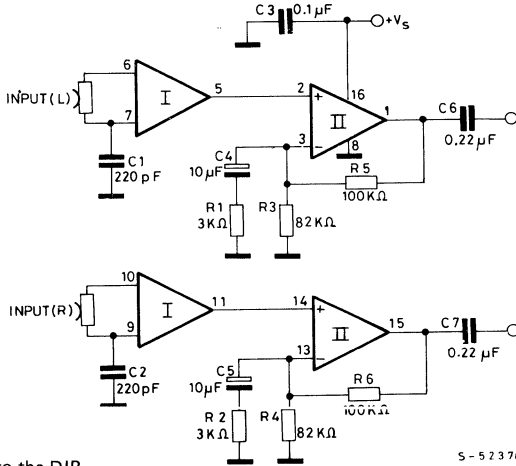 C3 0.1µF
+Vs
6
5
2
+
16
INPUT(L)
I
II
1
C6
7
3
–
8
0.22µF
C1
220pF
C4
10µF
R5
100KΩ
R1
3KΩ
R3
82KΩ
10
11
14
+
INPUT(R)
I
II
15
C7
9
13
–
0.22µF
C2
220pF
C5
10µF
R6
100KΩ
R2
3KΩ
R4
82KΩ
S-5237